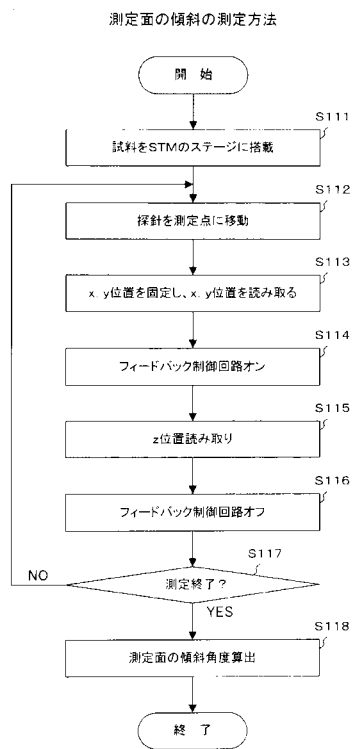 測定面の傾斜の測定方法
開 始
S111
試料をSTMのステージに搭載
S112
探針を測定点に移動
S113
x, y位置を固定し、x, y位置を読み取る
S114
フィードバック制御回路オン
S115
z位置読み取り
S116
フィードバック制御回路オフ
S117
測定終了?
NO
YES
S118
測定面の傾斜角度算出
終 了